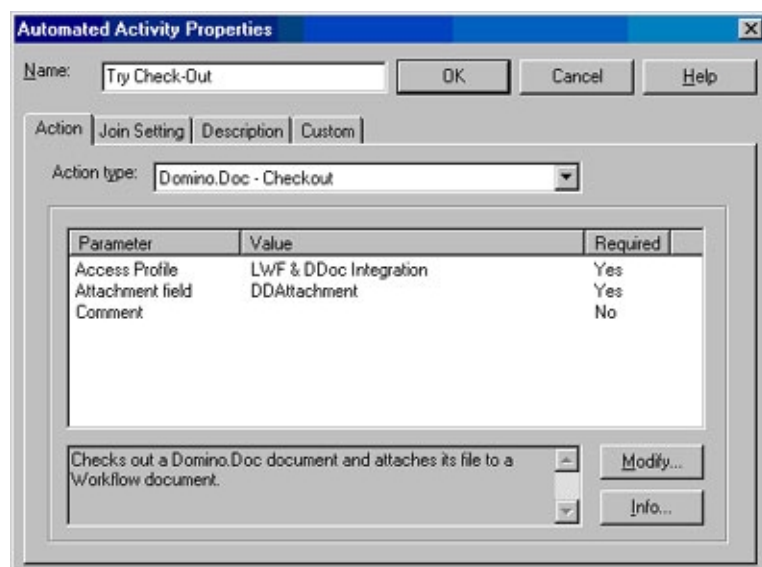 Automated Activity Properties
Name: Try Check-Out OK Cancel Help
Action Join Setting Description Custom
Action type: Domino.Doc - Checkout
Parameter Value Required
Access Profile LWF & DDoc Integration Yes
Attachment field DDAttachment Yes
Comment No
Checks out a Domino.Doc document and attaches its file to a
Workflow document.
Modify...
Info...